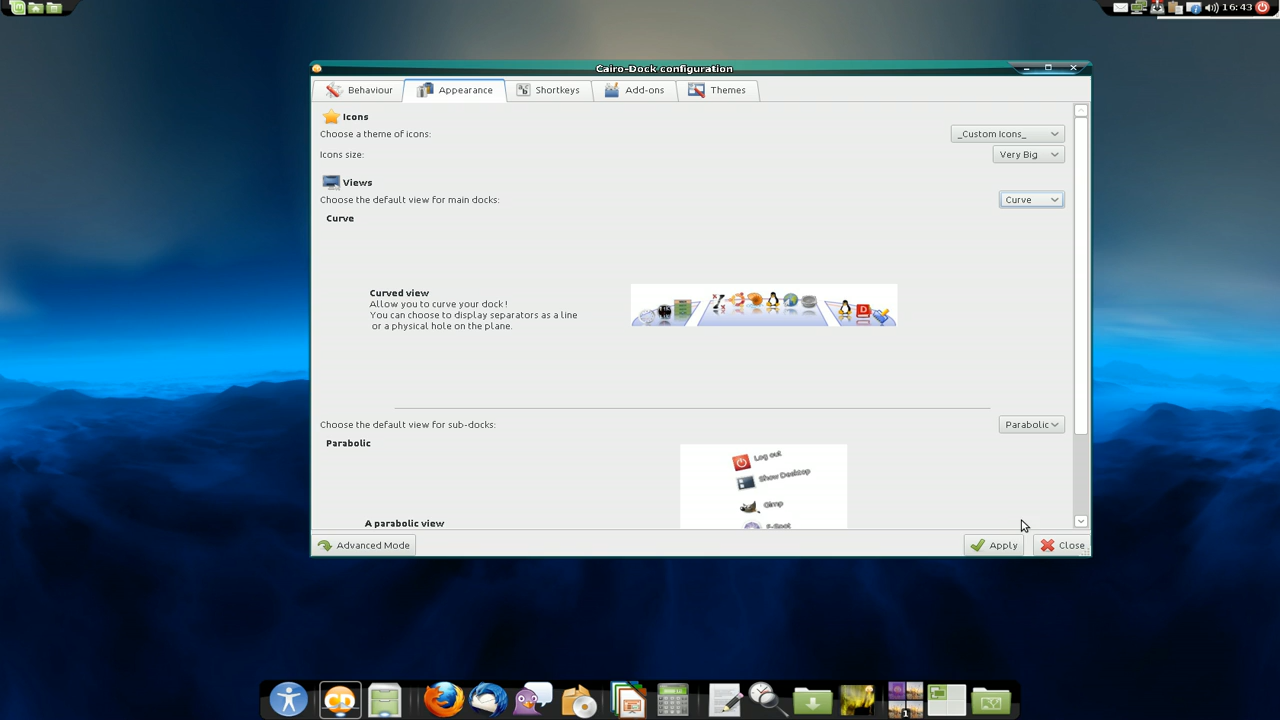 16:43
Cairo-Dock configuration
Behaviour
Appearance
Shortkeys
Add-ons
Themes
Icons
Choose a theme of icons:
_Custom Icons_
Icons size:
Very Big
Views
Choose the default view for main docks:
Curve
Curve
Curved view
Allow you to curve your dock!
You can choose to display separators as a line
or a physical hole on the plane.
D
Choose the default view for sub-docks:
Parabolic
Parabolic
Log out
Show Desktop
Gimp
F-Spot
A parabolic view
Advanced Mode
Apply
Close
CD
1